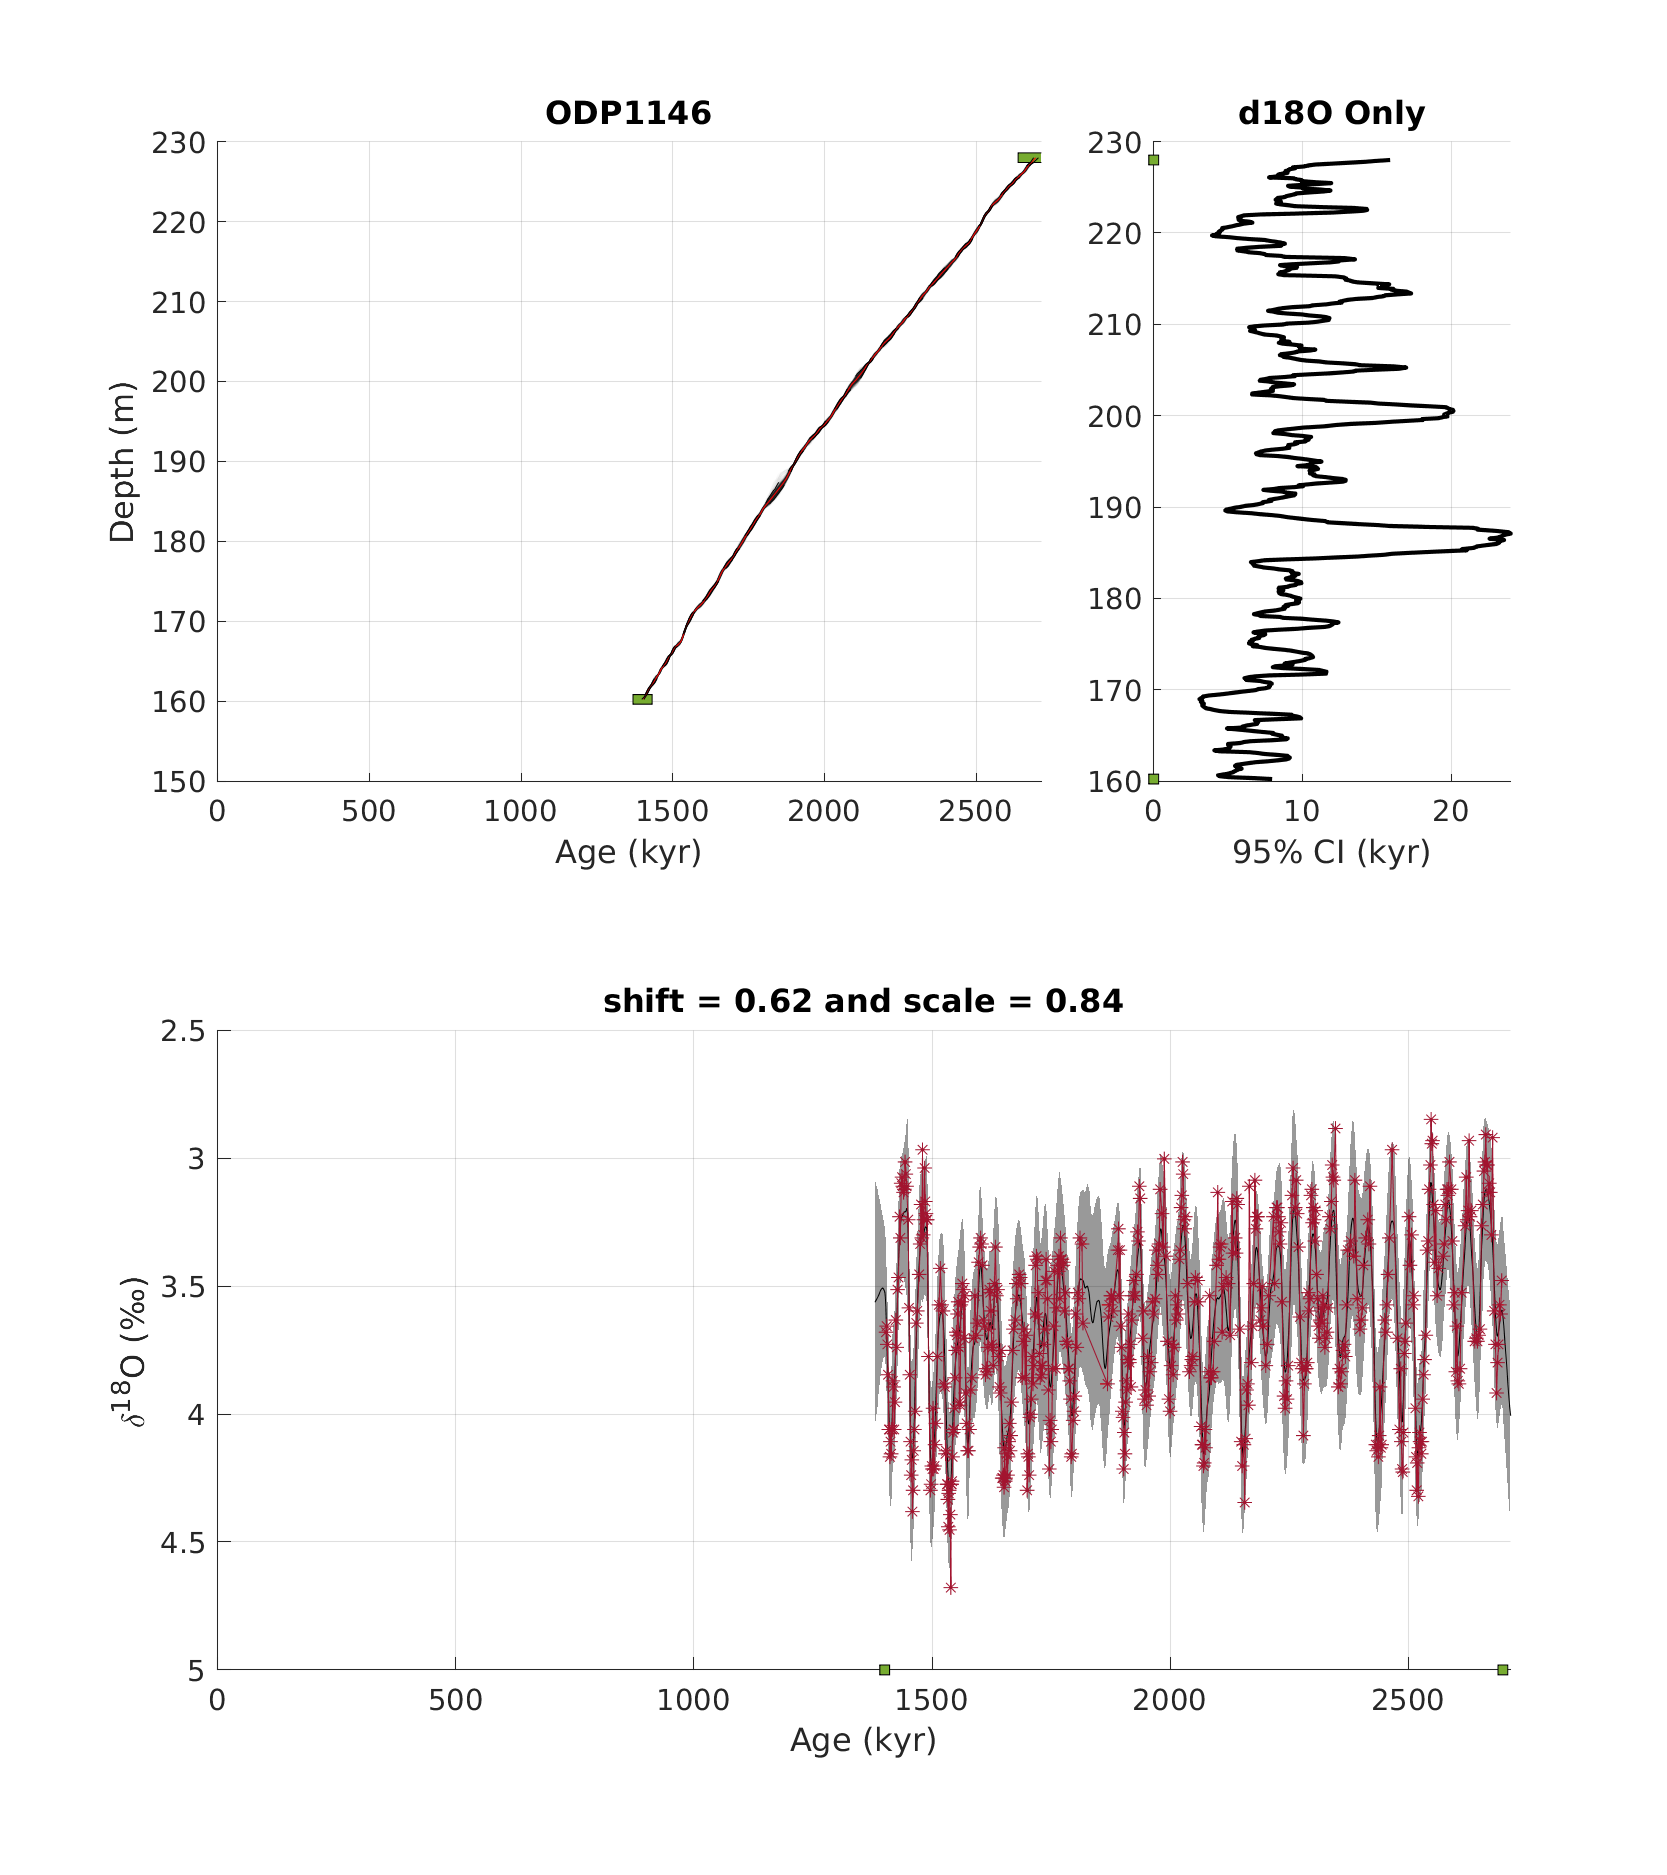 ODP1146
230
220
210
200
190
180
170
160
150
Depth (m)
0 500 1000 1500 2000 2500
Age (kyr)
d18O Only
230
220
210
200
190
180
170
160
0 10 20
95% CI (kyr)
shift = 0.62 and scale = 0.84
2.5
3
3.5
4
4.5
5
δ¹⁸O (‰)
0 500 1000 1500 2000 2500
Age (kyr)